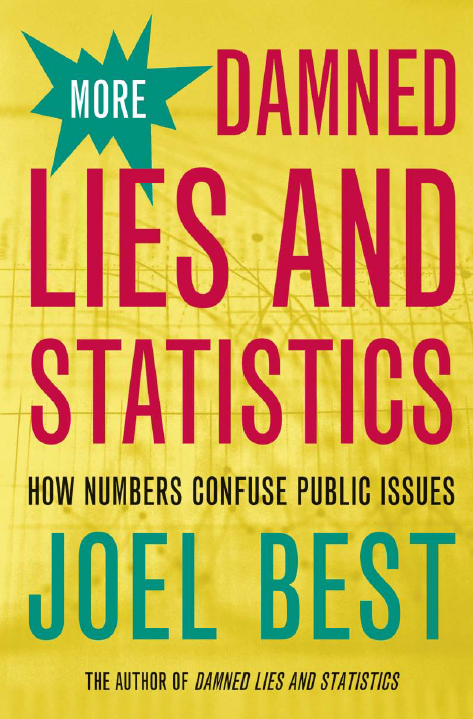 MORE
DAMNED
LIES AND
STATISTICS
HOW NUMBERS CONFUSE PUBLIC ISSUES
JOEL BEST
THE AUTHOR OF DAMNED LIES AND STATISTICS